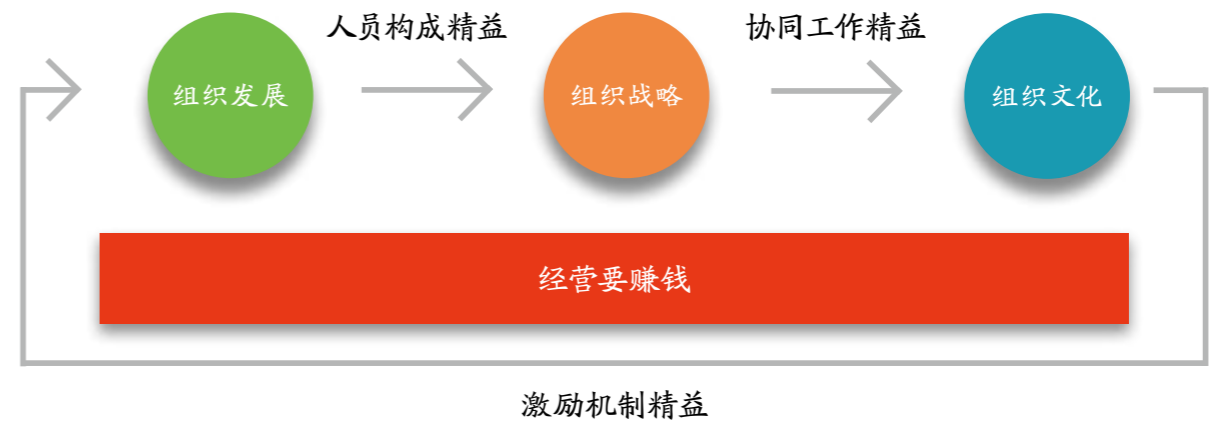 人员构成精益
协同工作精益
组织发展
组织战略
组织文化
经营要赚钱
激励机制精益